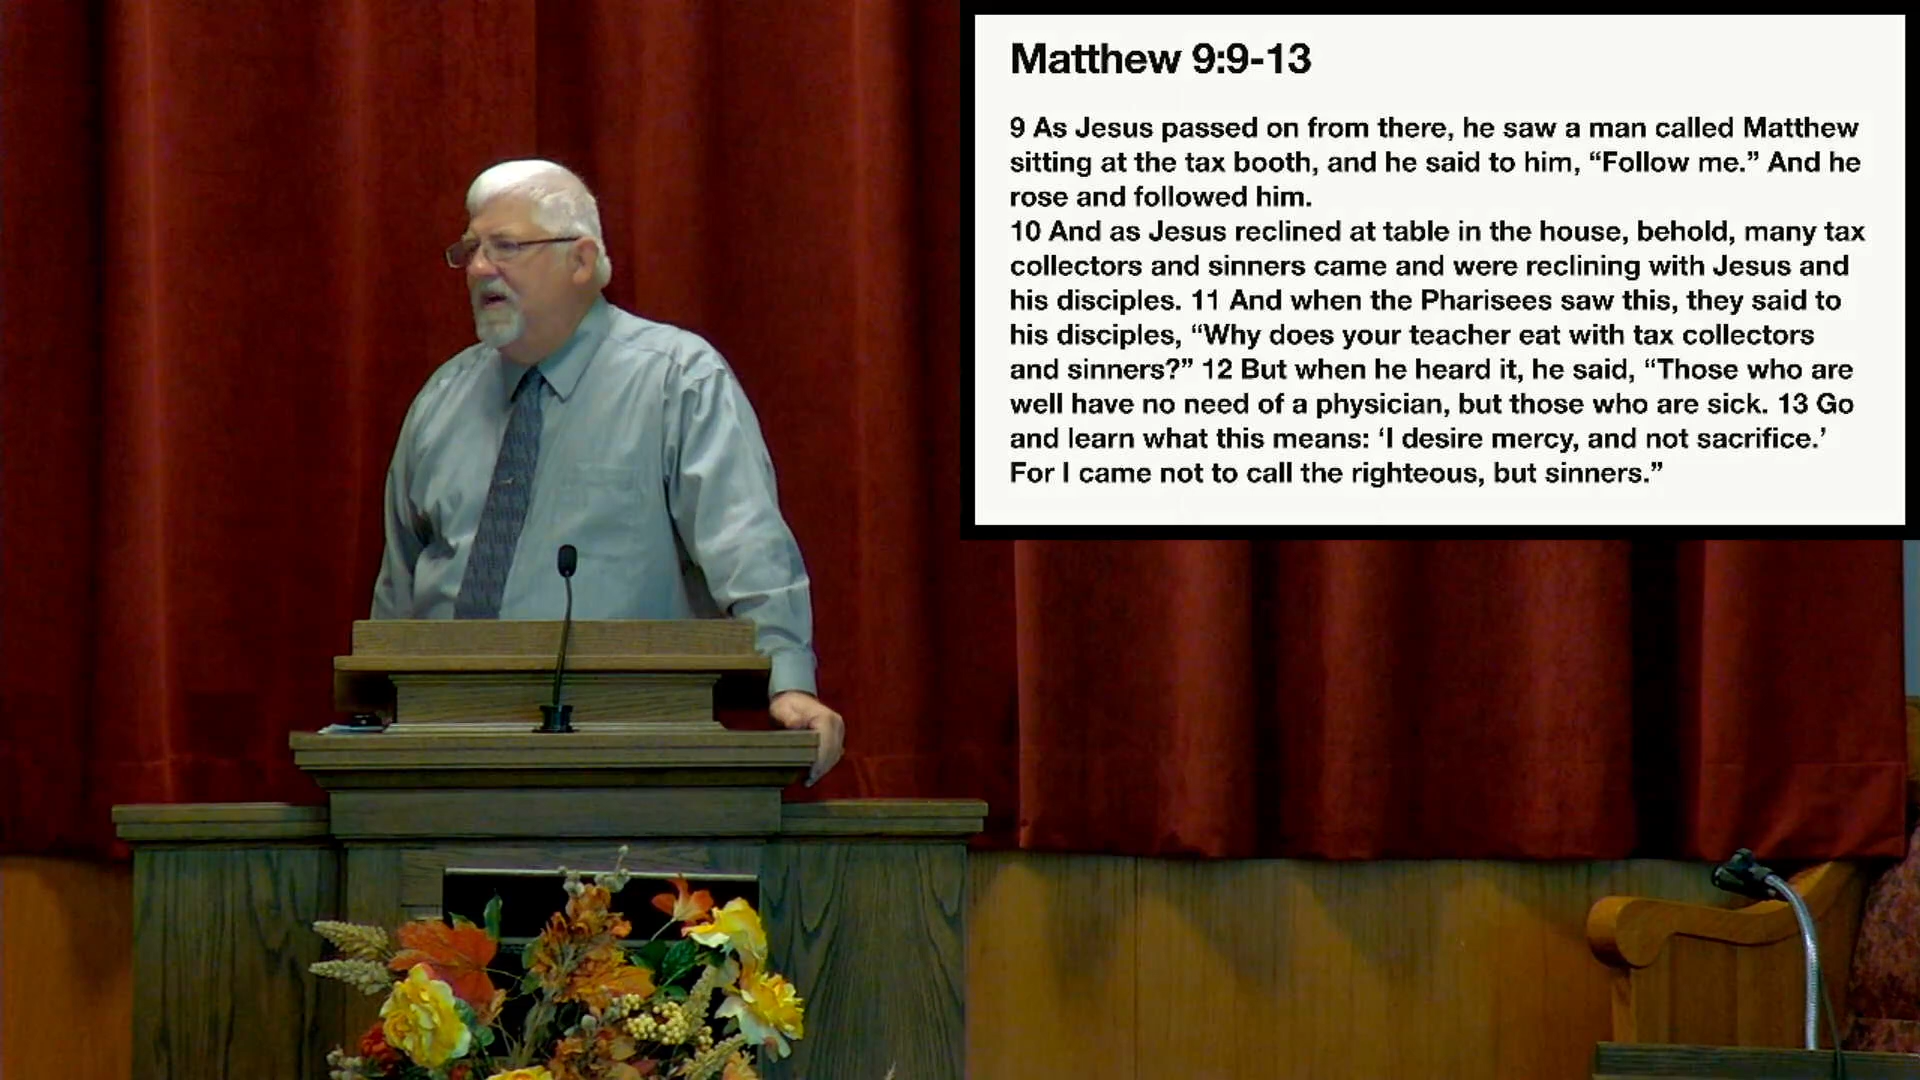 Matthew 9:9-13
9 As Jesus passed on from there, he saw a man called Matthew
sitting at the tax booth, and he said to him, “Follow me.” And he
rose and followed him.
10 And as Jesus reclined at table in the house, behold, many tax
collectors and sinners came and were reclining with Jesus and
his disciples. 11 And when the Pharisees saw this, they said to
his disciples, “Why does your teacher eat with tax collectors
and sinners?” 12 But when he heard it, he said, “Those who are
well have no need of a physician, but those who are sick. 13 Go
and learn what this means: ‘I desire mercy, and not sacrifice.’
For I came not to call the righteous, but sinners.”